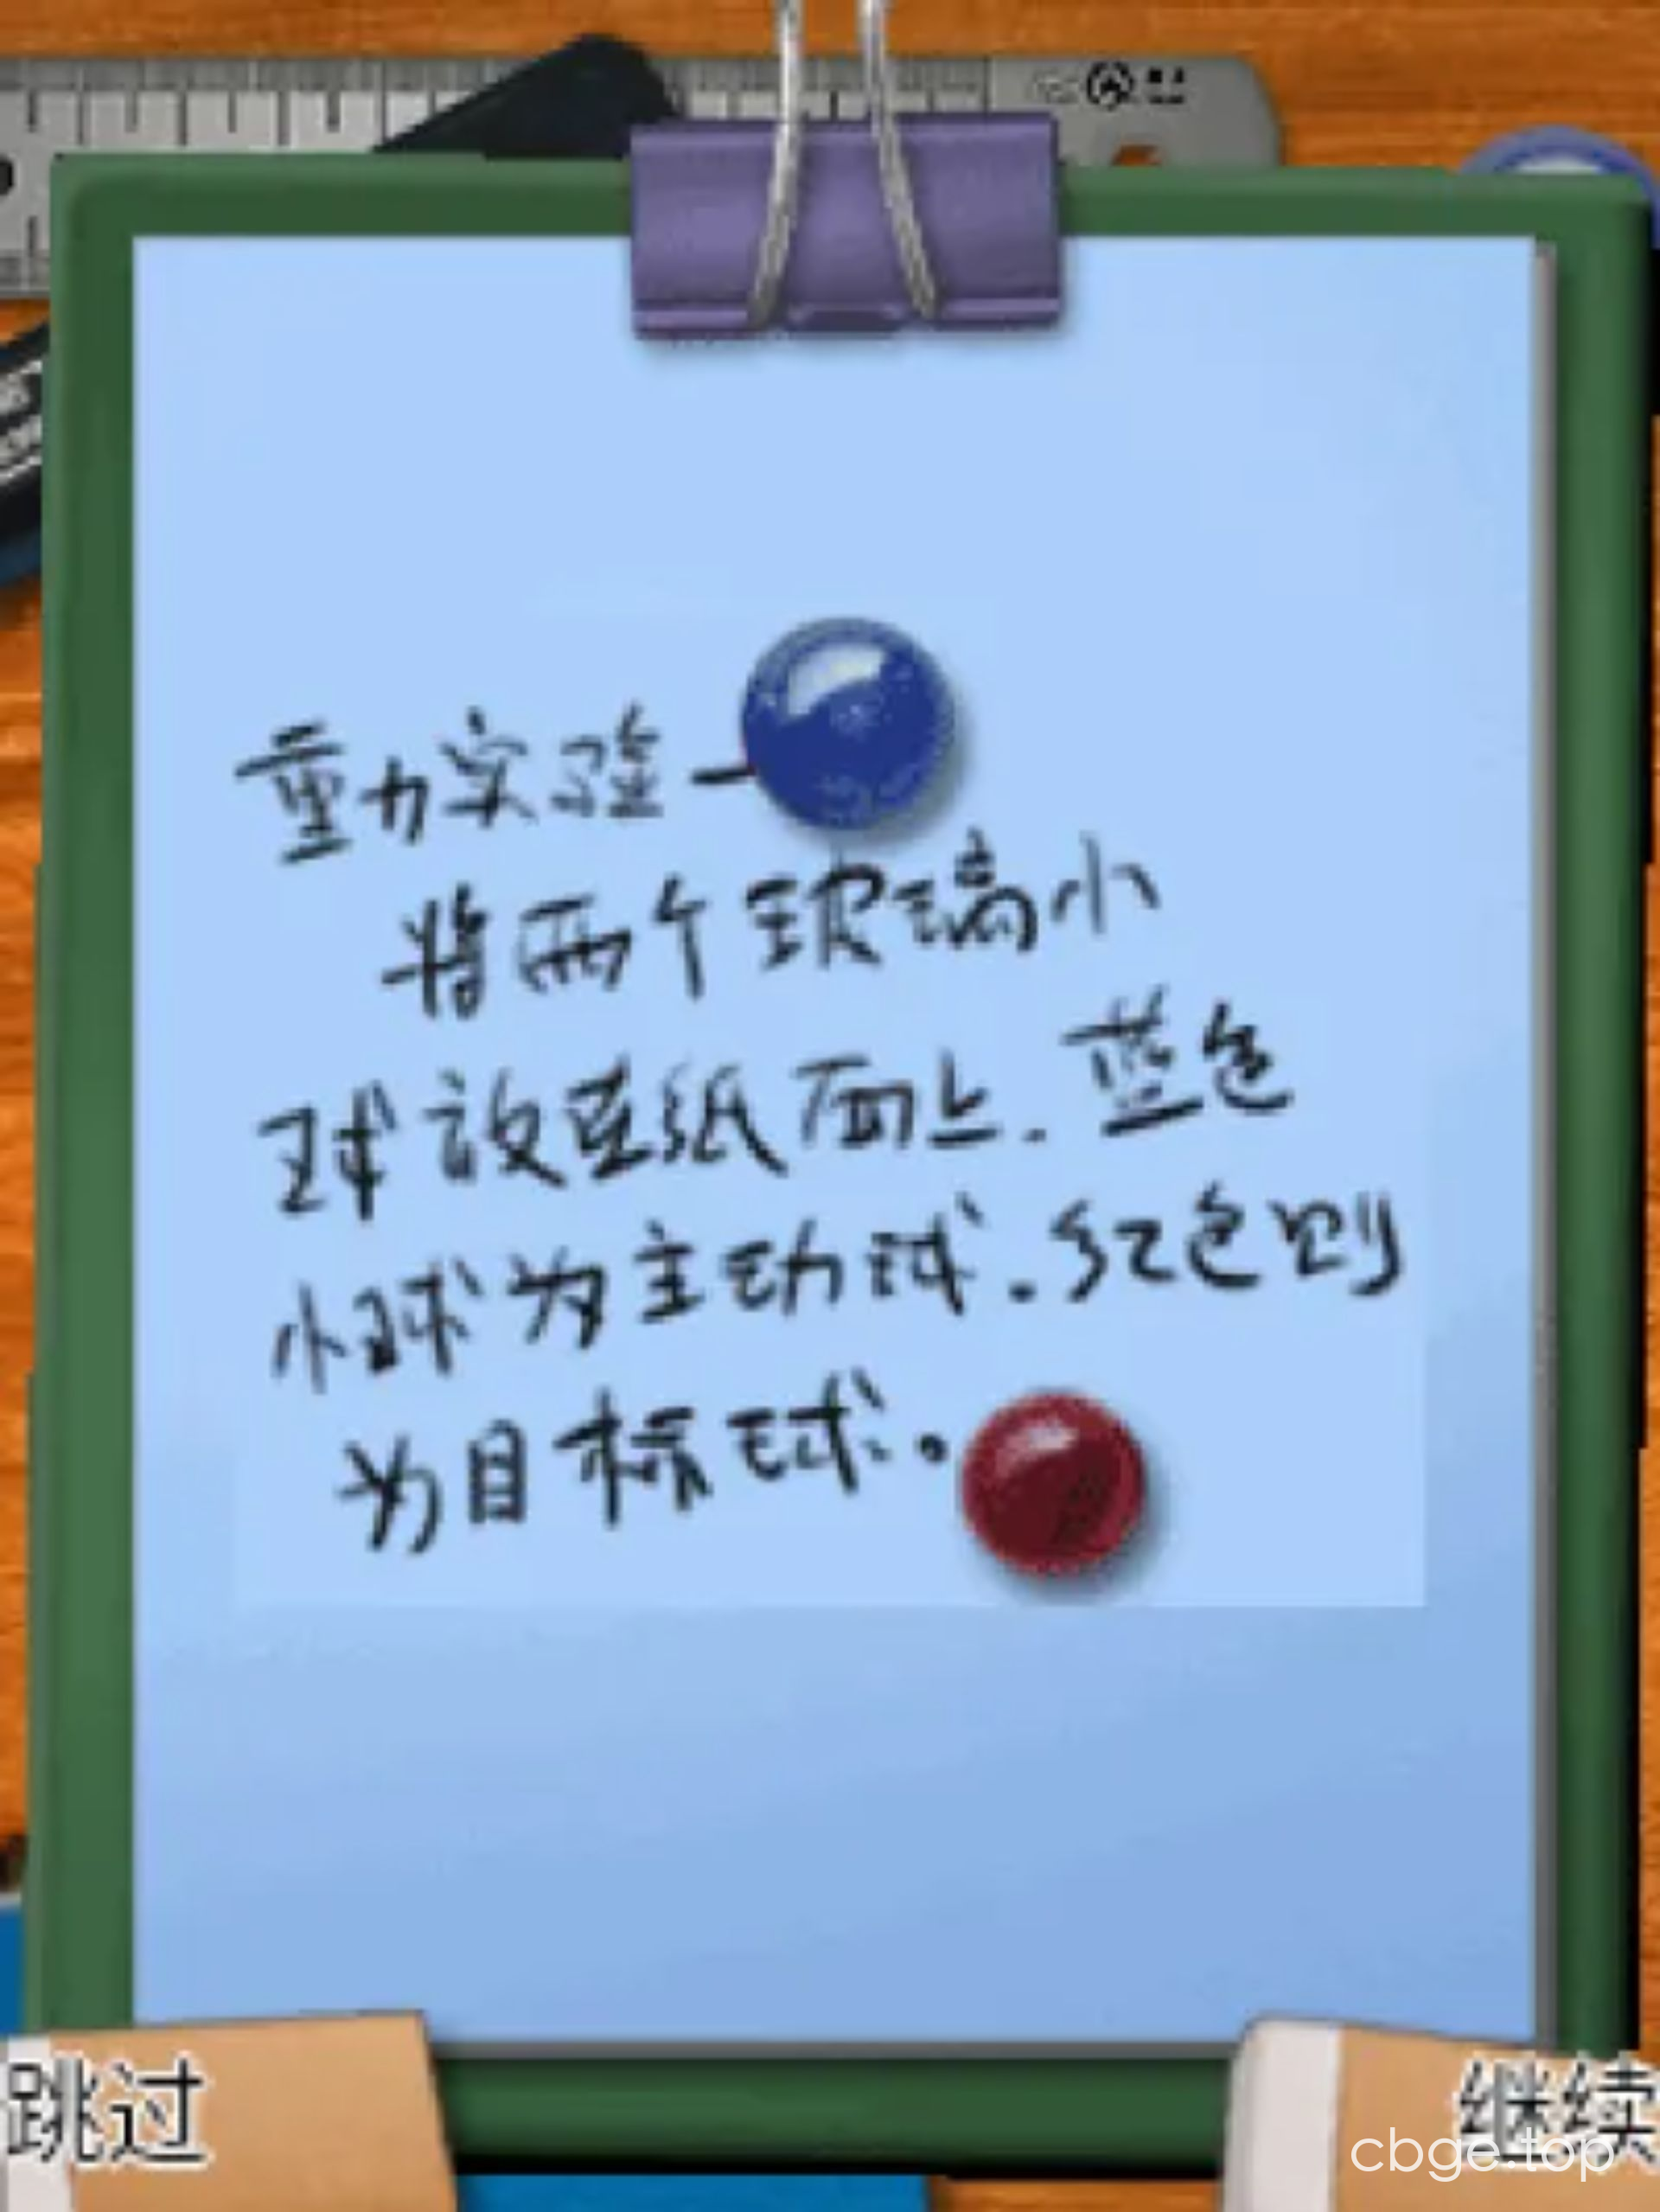 重力实验一
将两个玻璃小
球放在纸面上.蓝色
小球为主动球.红色则
为目标球。
跳过
继续
cbge.top